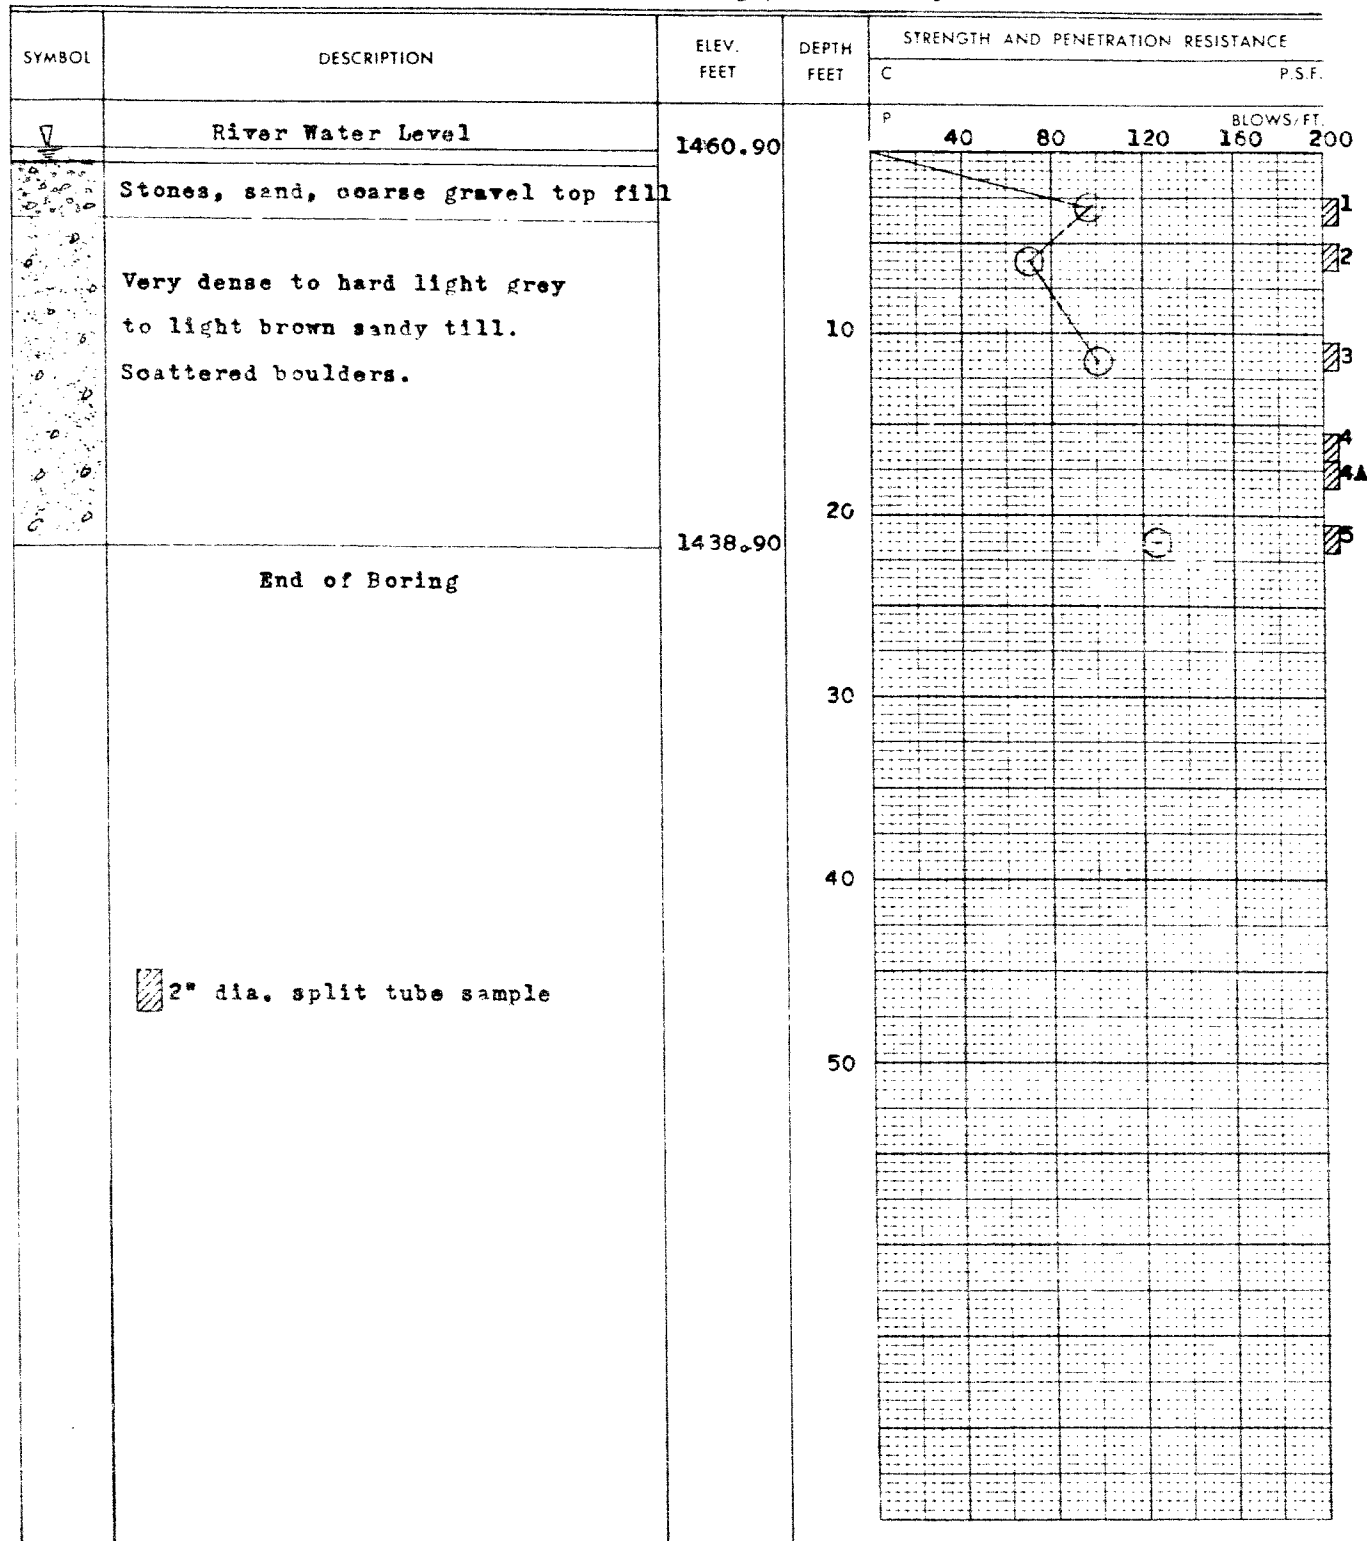 SYMBOL DESCRIPTION ELEV. FEET DEPTH FEET STRENGTH AND PENETRATION RESISTANCE
C P.S.F.
P BLOWS/FT.
40 80 120 160 200
River Water Level 1460.90
Stones, sand, coarse gravel top fill
1
2
Very dense to hard light grey
to light brown sandy till.
10
3
Scattered boulders.
4
4A
20
5
1438.90
End of Boring
30
40
2" dia. split tube sample
50